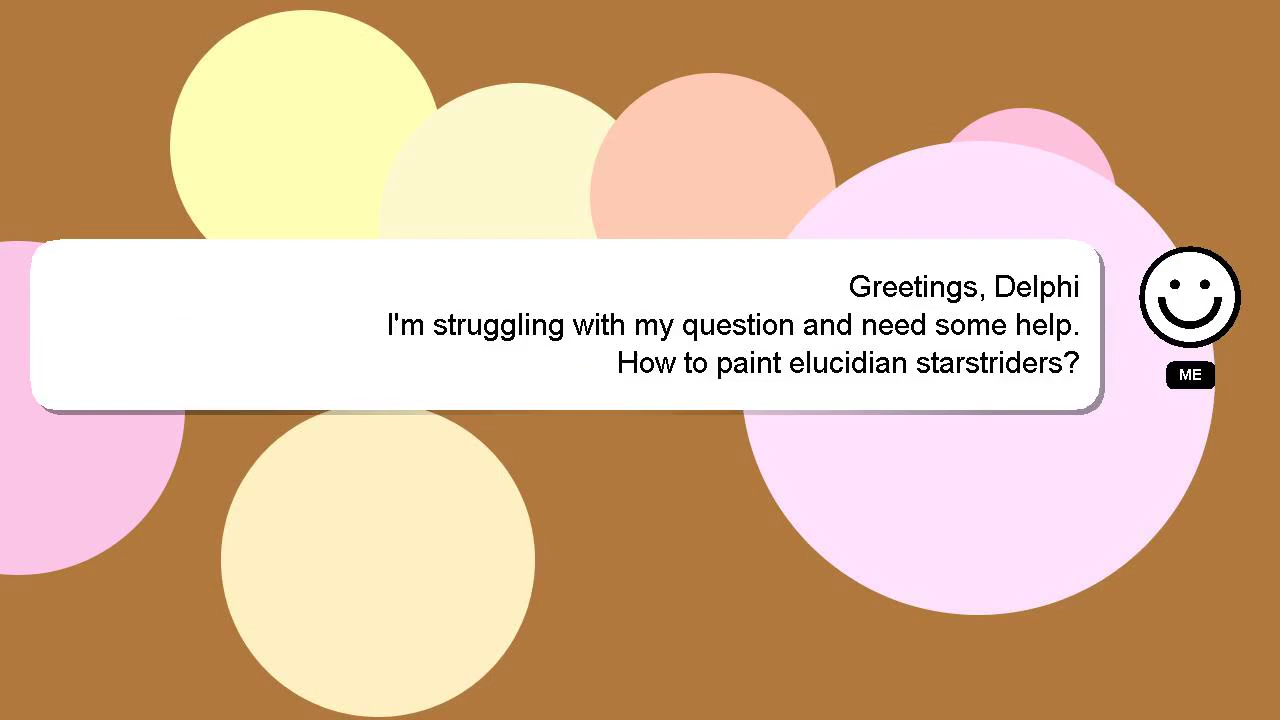 Greetings, Delphi
I'm struggling with my question and need some help.
How to paint elucidian starstriders?
ME